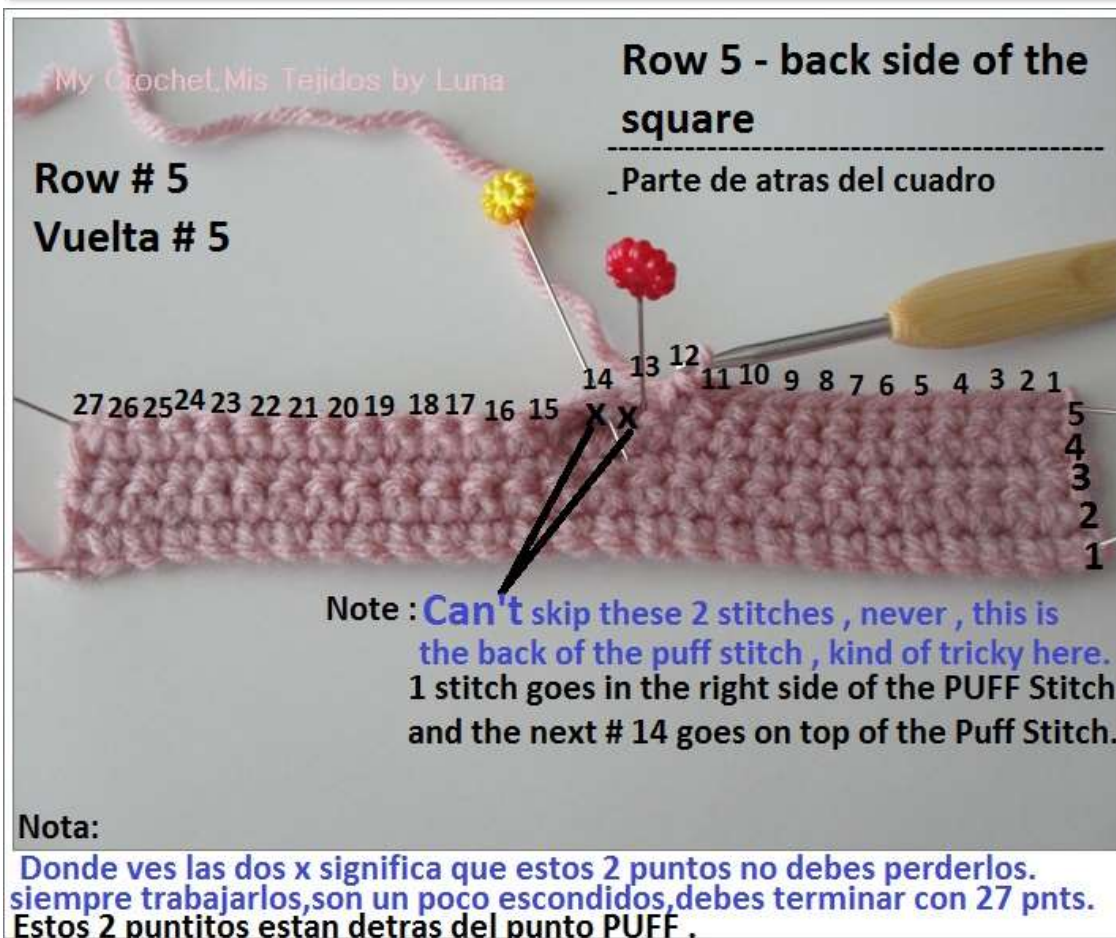 My Crochet,Mis Tejidos by Luna
Row 5 - back side of the
square
Parte de atras del cuadro
Row # 5
Vuelta # 5
27 26 25 24 23 22 21 20 19 18 17 16 15 14 13 12 11 10 9 8 7 6 5 4 3 2 1
x x
5
4
3
2
1
Note : Can't skip these 2 stitches , never , this is
the back of the puff stitch , kind of tricky here.
1 stitch goes in the right side of the PUFF Stitch
and the next # 14 goes on top of the Puff Stitch.
Nota:
Donde ves las dos x significa que estos 2 puntos no debes perderlos.
siempre trabajarlos,son un poco escondidos,debes terminar con 27 pnts.
Estos 2 puntitos estan detras del punto PUFF .